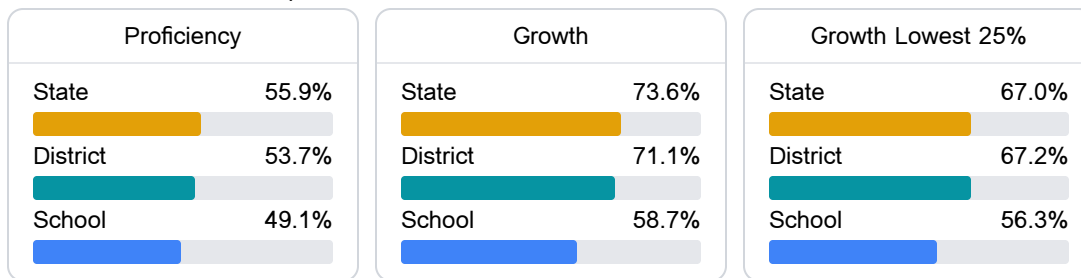 Proficiency
State 55.9%
District 53.7%
School 49.1%
Growth
State 73.6%
District 71.1%
School 58.7%
Growth Lowest 25%
State 67.0%
District 67.2%
School 56.3%